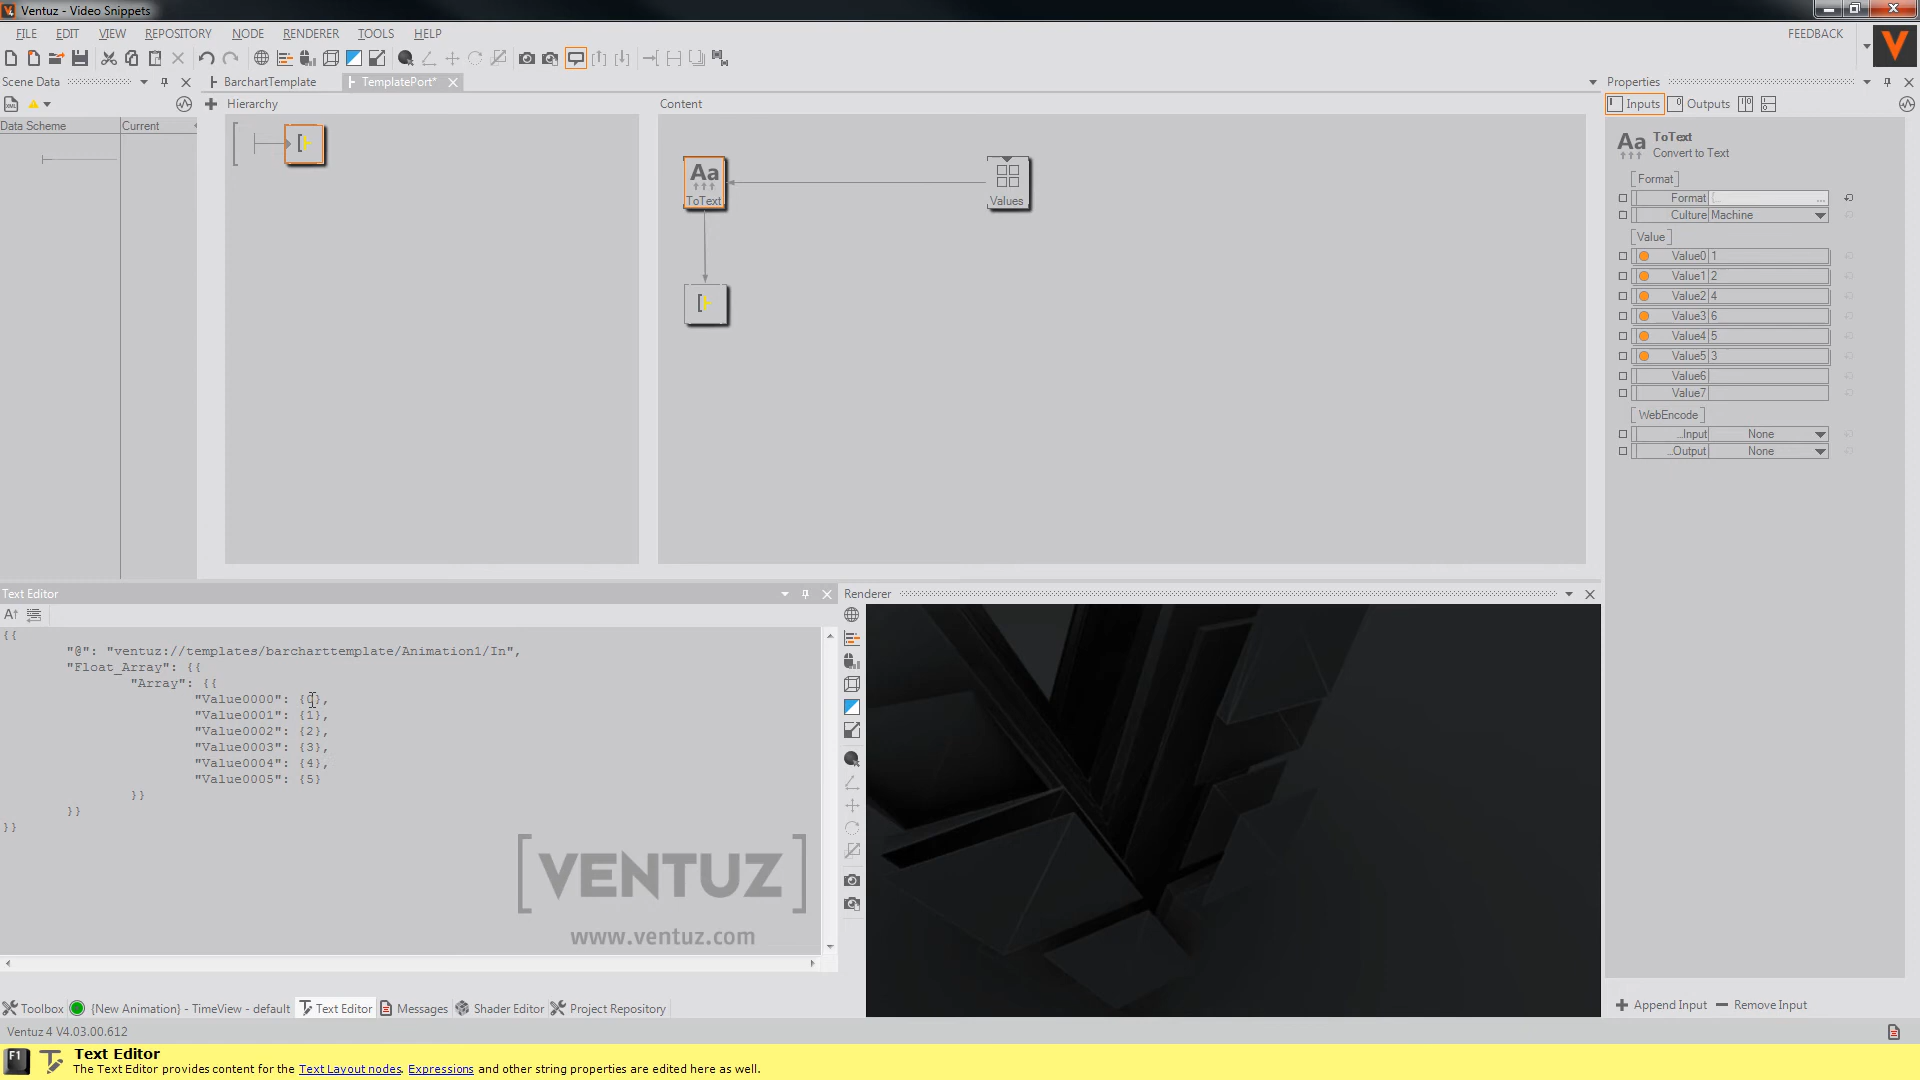 Ventuz - Video Snippets
FILE EDIT VIEW REPOSITORY NODE RENDERER TOOLS HELP FEEDBACK
Scene Data BarchartTemplate TemplatePort* Properties
Hierarchy Content Inputs Outputs
Data Scheme Current
Aa ToText
Convert to Text
[Format]
Format {... ...
Culture Machine
[Value]
Value0 1
Value1 2
Value2 4
Value3 6
Value4 5
Value5 3
Value6
Value7
[WebEncode]
..Input None
..Output None
Aa
ToText
Values
Text Editor
Renderer
{{
"@": "ventuz://templates/barcharttemplate/Animation1/In",
"Float_Array": {{
"Array": {{
"Value0000": {0},
"Value0001": {1},
"Value0002": {2},
"Value0003": {3},
"Value0004": {4},
"Value0005": {5}
}}
}}
}}
[VENTUZ]
www.ventuz.com
Toolbox {New Animation} - TimeView - default Text Editor Messages Shader Editor Project Repository
Append Input Remove Input
Ventuz 4 V4.03.00.612
F1 Text Editor
The Text Editor provides content for the Text Layout nodes. Expressions and other string properties are edited here as well.